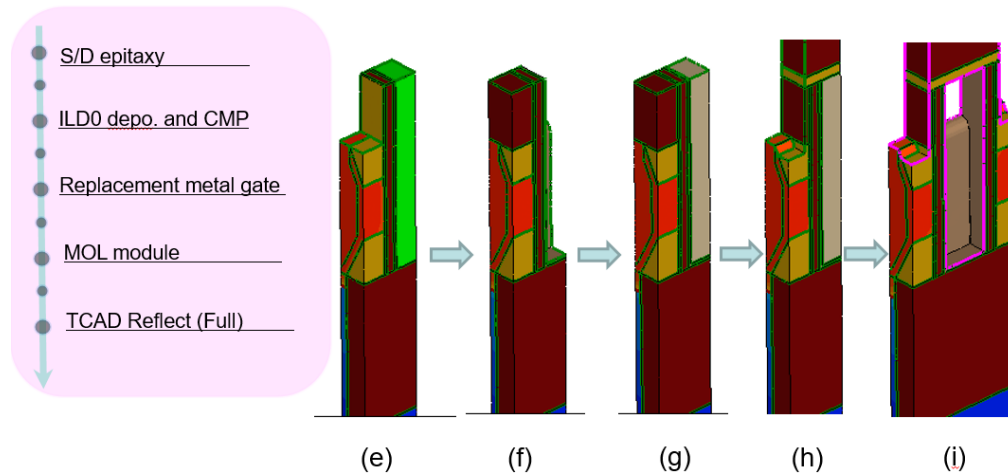 S/D epitaxy
ILD0 depo. and CMP
Replacement metal gate
MOL module
TCAD Reflect (Full)
(e)
(f)
(g)
(h)
(i)